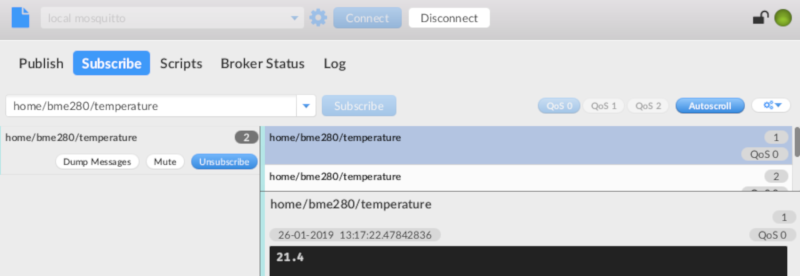 local mosquitto Connect Disconnect
Publish Subscribe Scripts Broker Status Log
home/bme280/temperature Subscribe QoS 0 QoS 1 QoS 2 Autoscroll
home/bme280/temperature 2
Dump Messages Mute Unsubscribe
home/bme280/temperature 1
QoS 0
home/bme280/temperature 2
home/bme280/temperature
1
26-01-2019 13:17:22.47842836 QoS 0
21.4